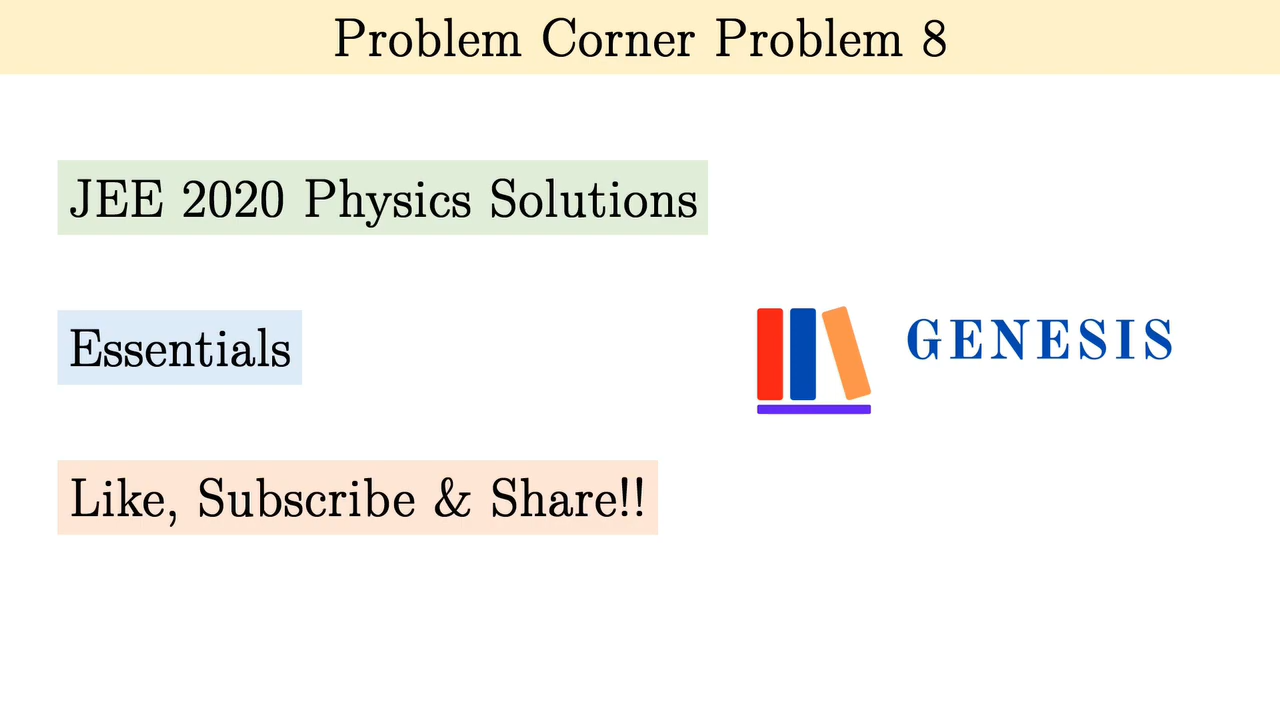 Problem Corner Problem 8
JEE 2020 Physics Solutions
Essentials
GENESIS
Like, Subscribe & Share!!